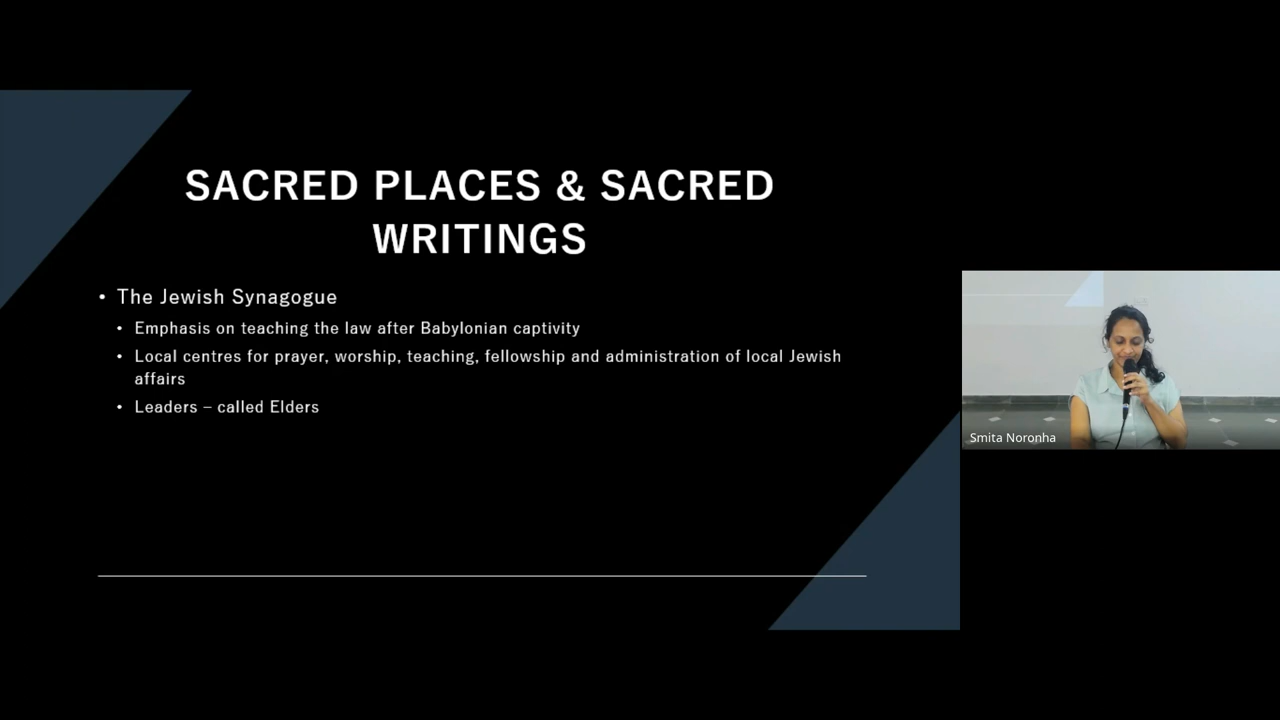 SACRED PLACES & SACRED
WRITINGS
• The Jewish Synagogue
• Emphasis on teaching the law after Babylonian captivity
• Local centres for prayer, worship, teaching, fellowship and administration of local Jewish
affairs
• Leaders – called Elders
Smita Noronha